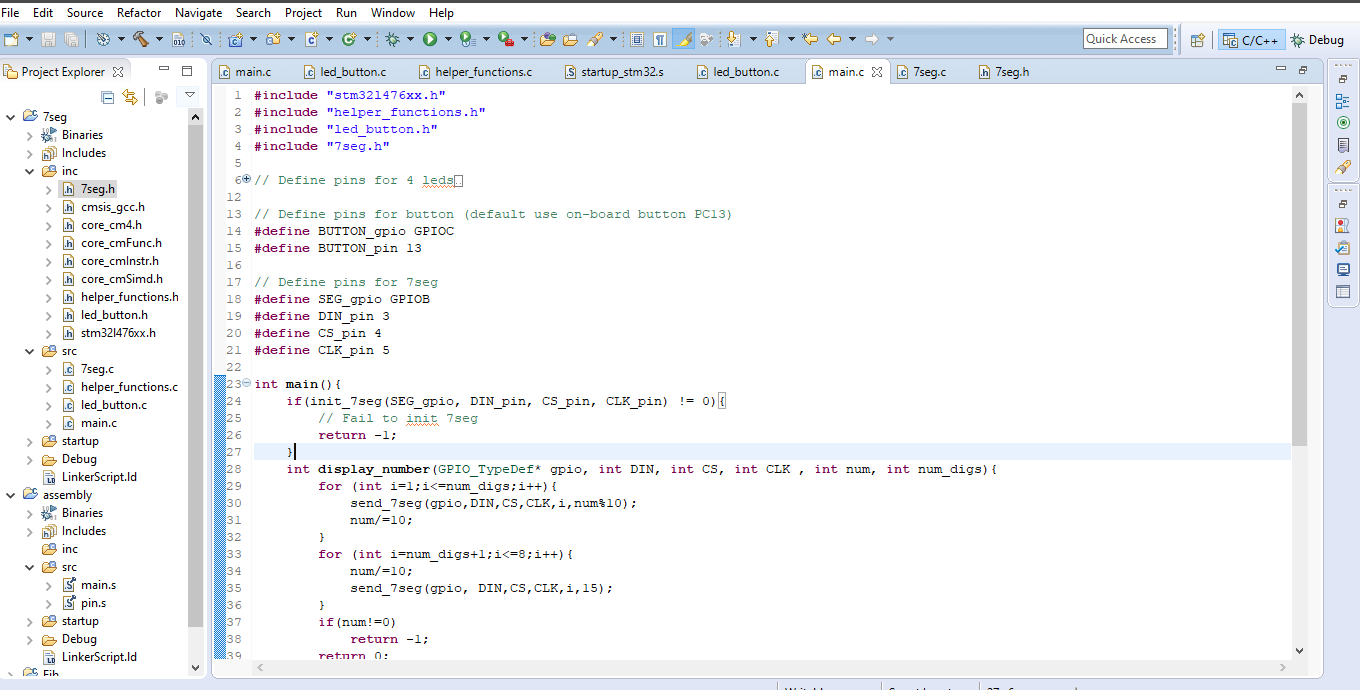 File Edit Source Refactor Navigate Search Project Run Window Help
Quick Access
C/C++
Debug
Project Explorer
7seg
Binaries
Includes
inc
7seg.h
cmsis_gcc.h
core_cm4.h
core_cmFunc.h
core_cmInstr.h
core_cmSimd.h
helper_functions.h
led_button.h
stm32l476xx.h
src
7seg.c
helper_functions.c
led_button.c
main.c
startup
Debug
LinkerScript.ld
assembly
Binaries
Includes
inc
src
main.s
pin.s
startup
Debug
LinkerScript.ld
main.c led_button.c helper_functions.c startup_stm32.s led_button.c main.c 7seg.c 7seg.h
1 #include "stm32l476xx.h"
2 #include "helper_functions.h"
3 #include "led_button.h"
4 #include "7seg.h"
5
6 // Define pins for 4 leds
12
13 // Define pins for button (default use on-board button PC13)
14 #define BUTTON_gpio GPIOC
15 #define BUTTON_pin 13
16
17 // Define pins for 7seg
18 #define SEG_gpio GPIOB
19 #define DIN_pin 3
20 #define CS_pin 4
21 #define CLK_pin 5
22
23 int main(){
24 if(init_7seg(SEG_gpio, DIN_pin, CS_pin, CLK_pin) != 0){
25 // Fail to init 7seg
26 return -1;
27 }
28 int display_number(GPIO_TypeDef* gpio, int DIN, int CS, int CLK , int num, int num_digs){
29 for (int i=1;i<=num_digs;i++){
30 send_7seg(gpio,DIN,CS,CLK,i,num%10);
31 num/=10;
32 }
33 for (int i=num_digs+1;i<=8;i++){
34 num/=10;
35 send_7seg(gpio, DIN,CS,CLK,i,15);
36 }
37 if(num!=0)
38 return -1;
39 return 0;